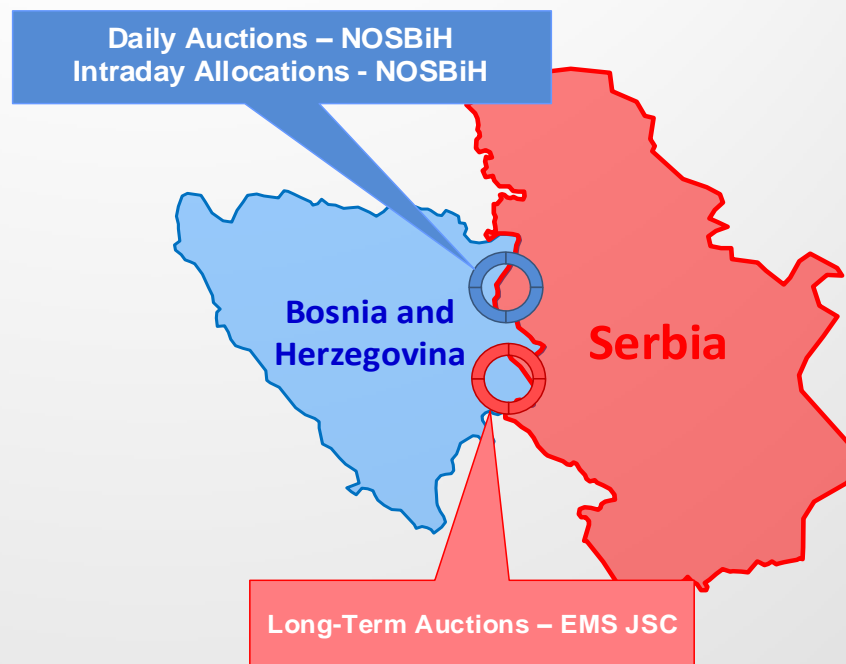 Daily Auctions – NOSBiH
Intraday Allocations - NOSBiH
Bosnia and
Herzegovina
Serbia
Long-Term Auctions – EMS JSC